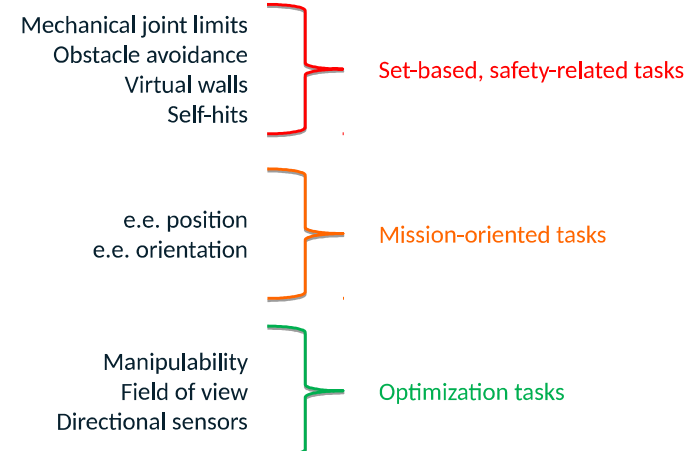 Mechanical joint limits
Obstacle avoidance
Virtual walls
Self-hits
Set-based, safety-related tasks
e.e. position
e.e. orientation
Mission-oriented tasks
Manipulability
Field of view
Directional sensors
Optimization tasks